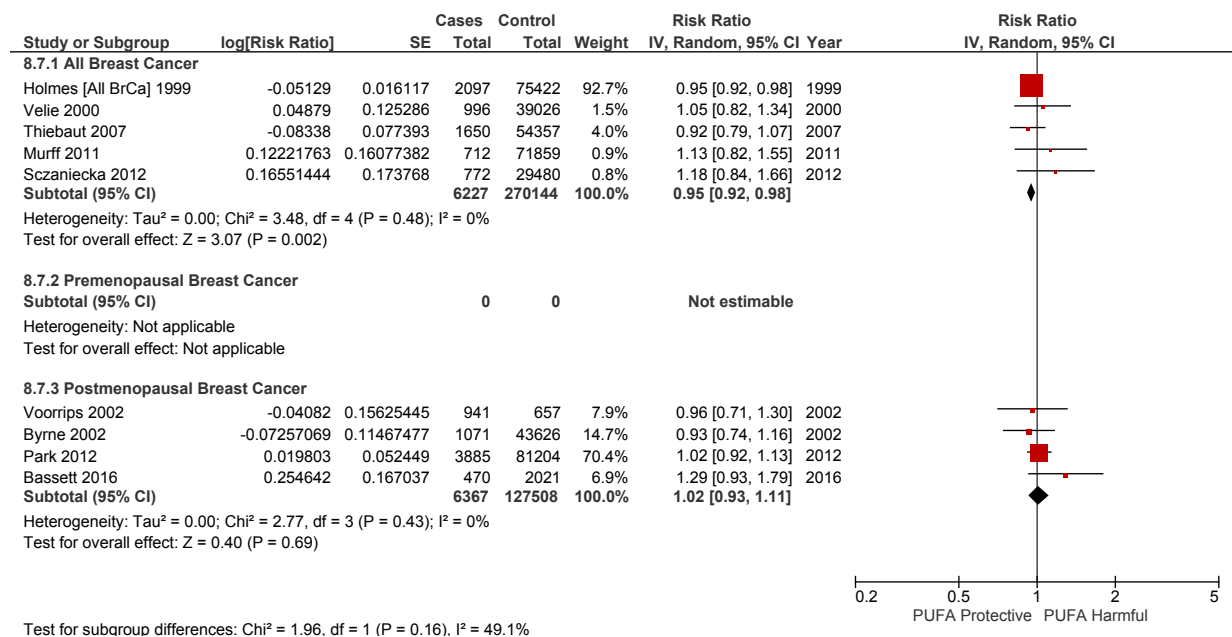 Cases Control Risk Ratio Risk Ratio
Study or Subgroup log[Risk Ratio] SE Total Total Weight IV, Random, 95% CI Year IV, Random, 95% CI
8.7.1 All Breast Cancer
Holmes [All BrCa] 1999 -0.05129 0.016117 2097 75422 92.7% 0.95 [0.92, 0.98] 1999
Velie 2000 0.04879 0.125286 996 39026 1.5% 1.05 [0.82, 1.34] 2000
Thiebaut 2007 -0.08338 0.077393 1650 54357 4.0% 0.92 [0.79, 1.07] 2007
Murff 2011 0.12221763 0.16077382 712 71859 0.9% 1.13 [0.82, 1.55] 2011
Sczaniecka 2012 0.16551444 0.173768 772 29480 0.8% 1.18 [0.84, 1.66] 2012
Subtotal (95% CI) 6227 270144 100.0% 0.95 [0.92, 0.98]
Heterogeneity: Tau² = 0.00; Chi² = 3.48, df = 4 (P = 0.48); I² = 0%
Test for overall effect: Z = 3.07 (P = 0.002)
8.7.2 Premenopausal Breast Cancer
Subtotal (95% CI) 0 0 Not estimable
Heterogeneity: Not applicable
Test for overall effect: Not applicable
8.7.3 Postmenopausal Breast Cancer
Voorrips 2002 -0.04082 0.15625445 941 657 7.9% 0.96 [0.71, 1.30] 2002
Byrne 2002 -0.07257069 0.11467477 1071 43626 14.7% 0.93 [0.74, 1.16] 2002
Park 2012 0.019803 0.052449 3885 81204 70.4% 1.02 [0.92, 1.13] 2012
Bassett 2016 0.254642 0.167037 470 2021 6.9% 1.29 [0.93, 1.79] 2016
Subtotal (95% CI) 6367 127508 100.0% 1.02 [0.93, 1.11]
Heterogeneity: Tau² = 0.00; Chi² = 2.77, df = 3 (P = 0.43); I² = 0%
Test for overall effect: Z = 0.40 (P = 0.69)
0.2 0.5 1 2 5
PUFA Protective PUFA Harmful
Test for subgroup differences: Chi² = 1.96, df = 1 (P = 0.16), I² = 49.1%